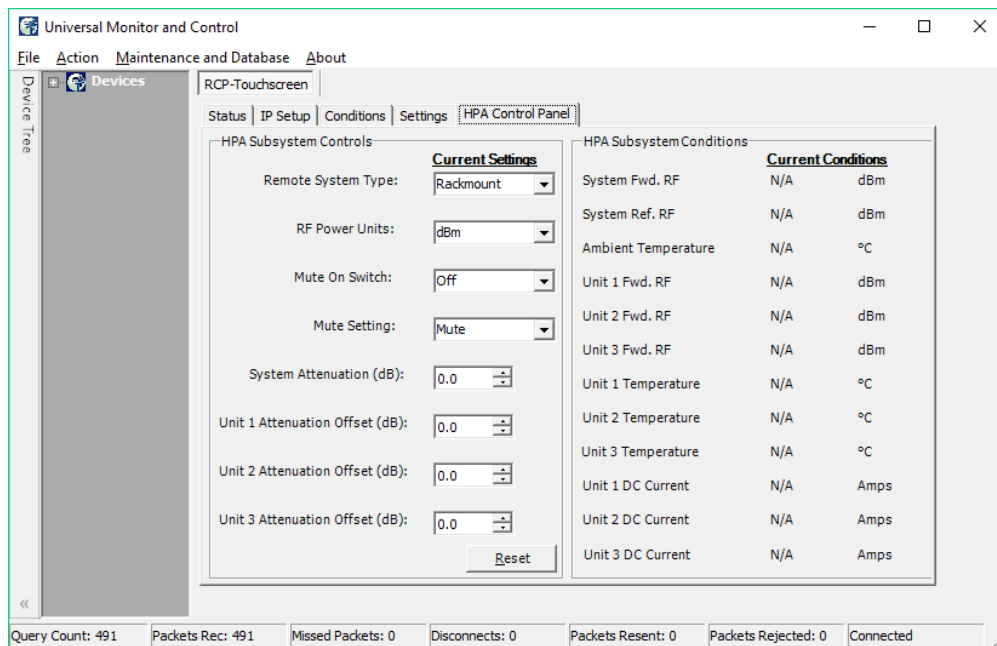 Universal Monitor and Control
File Action Maintenance and Database About
Device Tree
Devices
RCP-Touchscreen
Status IP Setup Conditions Settings HPA Control Panel
HPA Subsystem Controls
Current Settings
Remote System Type: Rackmount
RF Power Units: dBm
Mute On Switch: Off
Mute Setting: Mute
System Attenuation (dB): 0.0
Unit 1 Attenuation Offset (dB): 0.0
Unit 2 Attenuation Offset (dB): 0.0
Unit 3 Attenuation Offset (dB): 0.0
Reset
HPA Subsystem Conditions
Current Conditions
System Fwd. RF N/A dBm
System Ref. RF N/A dBm
Ambient Temperature N/A °C
Unit 1 Fwd. RF N/A dBm
Unit 2 Fwd. RF N/A dBm
Unit 3 Fwd. RF N/A dBm
Unit 1 Temperature N/A °C
Unit 2 Temperature N/A °C
Unit 3 Temperature N/A °C
Unit 1 DC Current N/A Amps
Unit 2 DC Current N/A Amps
Unit 3 DC Current N/A Amps
Query Count: 491 Packets Rec: 491 Missed Packets: 0 Disconnects: 0 Packets Resent: 0 Packets Rejected: 0 Connected